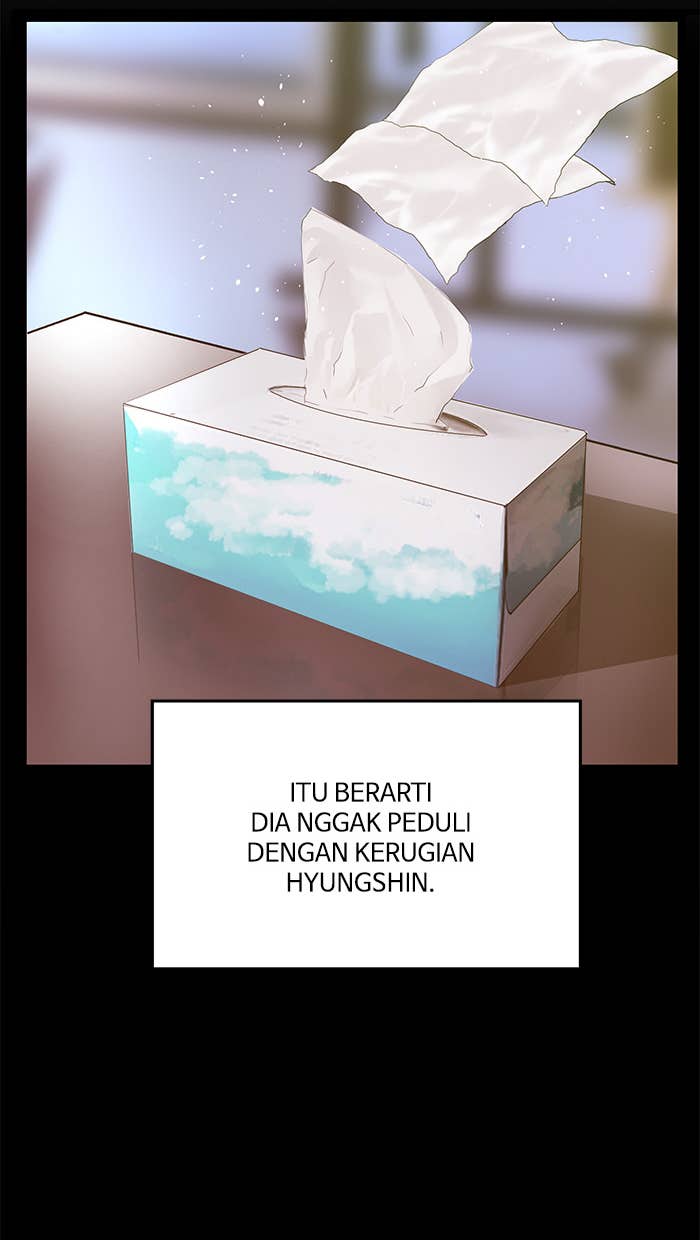 ITU BERARTI
DIA NGGAK PEDULI
DENGAN KERUGIAN
HYUNGSHIN.